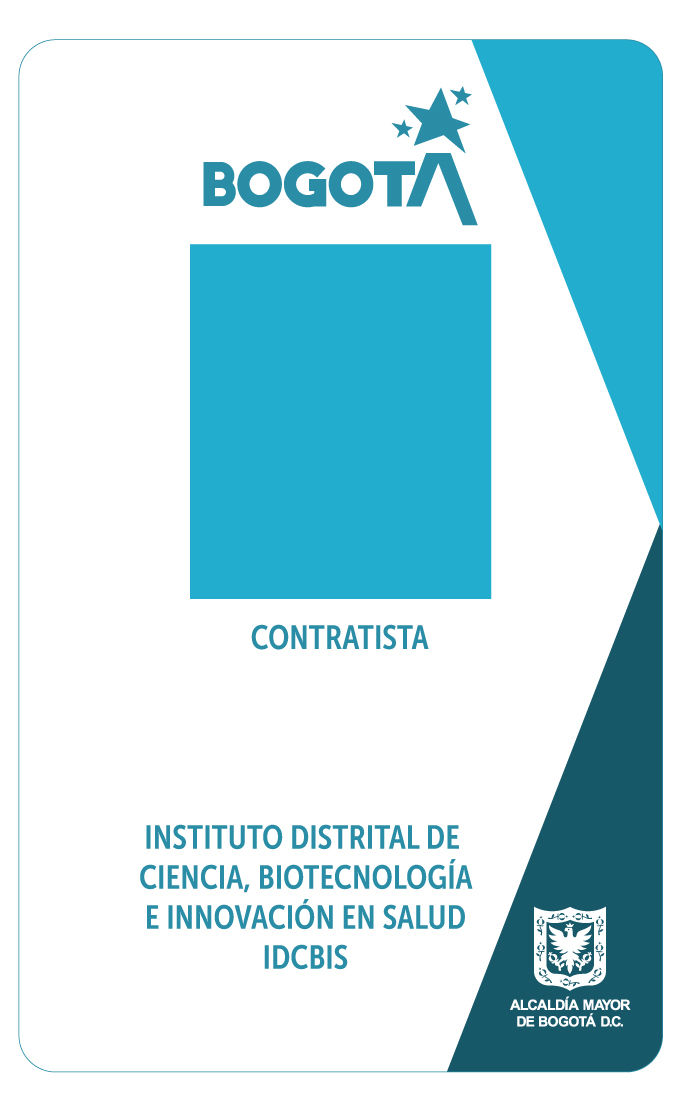 BOGOTÁ
CONTRATISTA
INSTITUTO DISTRITAL DE
CIENCIA, BIOTECNOLOGÍA
E INNOVACIÓN EN SALUD
IDCBIS
ALCALDÍA MAYOR
DE BOGOTÁ D.C.